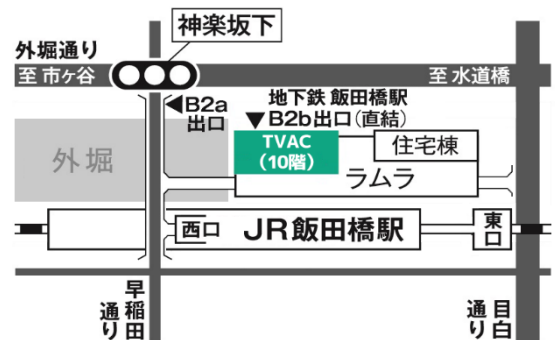 神楽坂下
外堀通り
至 市ヶ谷
至 水道橋
◀B2a
出口
地下鉄 飯田橋駅
▼B2b出口(直結)
TVAC
(10階)
住宅棟
外堀
ラムラ
西口
JR飯田橋駅
東口
早稲田通り
目白通り